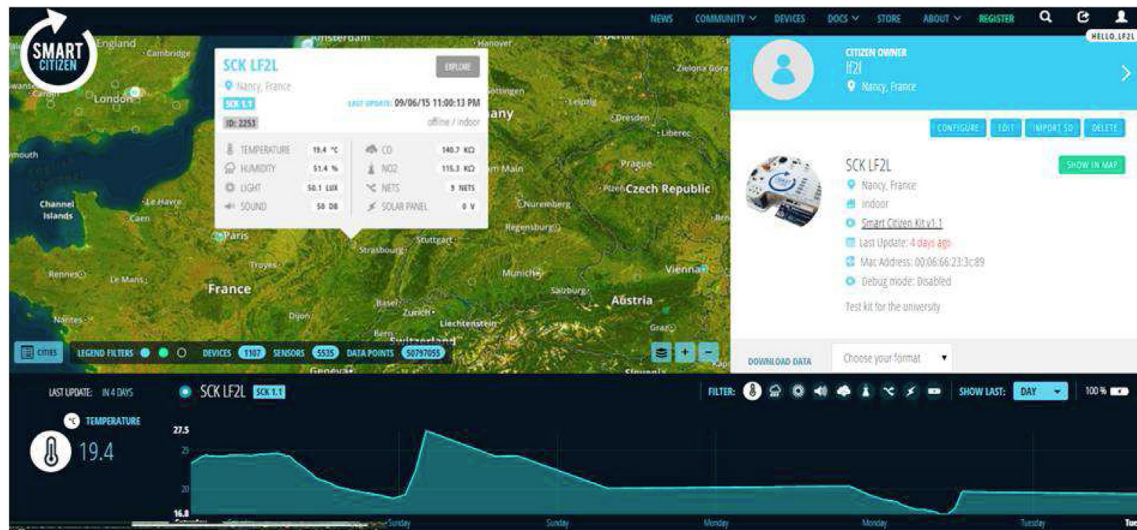 NEWS COMMUNITY DEVICES DOCS STORE ABOUT REGISTER
HELLO, LF2L
SMART
CITIZEN
England
Cambridge
London
Hanover
Zielona Góra
Leipzig
Dresden
Liberec
Prague
Plzeň Czech Republic
Nuremberg
Regensburg
Channel
Islands
Le Havre
Caen
Paris
Strasbourg
Stuttgart
Rennes
Le Mans
Troyes
Munich
Vienna
Salzburg
France
Austria
Nantes
Dijon
Basel
Zurich
Liechtenstein
Bern
Switzerland
Graz
Geneva
SCK LF2L
EXPLORE
Nancy, France
SCK 1.1
LAST UPDATE: 09/06/15 11:00:13 PM
ID: 2253
offline / indoor
TEMPERATURE 19.4 °C CO 140.7 KΩ
HUMIDITY 51.4 % NO2 115.3 KΩ
LIGHT 50.1 LUX NETS 9 NETS
SOUND 50 DB SOLAR PANEL 0 V
CITIZEN OWNER
lf2l
Nancy, France
CONFIGURE EDIT IMPORT SD DELETE
SCK LF2L
SHOW IN MAP
Nancy, France
indoor
Smart Citizen Kit v1.1
Last Update: 4 days ago
Mac Address: 00:06:66:23:3c:89
Debug mode: Disabled
Test kit for the university
DOWNLOAD DATA Choose your format
CITIES LEGEND FILTERS DEVICES 1107 SENSORS 5535 DATA POINTS 50797055
+ −
LAST UPDATE: IN 4 DAYS SCK LF2L SCK 1.1 FILTER: SHOW LAST: DAY 100 %
°C TEMPERATURE
19.4
27.5
25
20
16.8
Sunday Sunday Monday Monday Tuesday